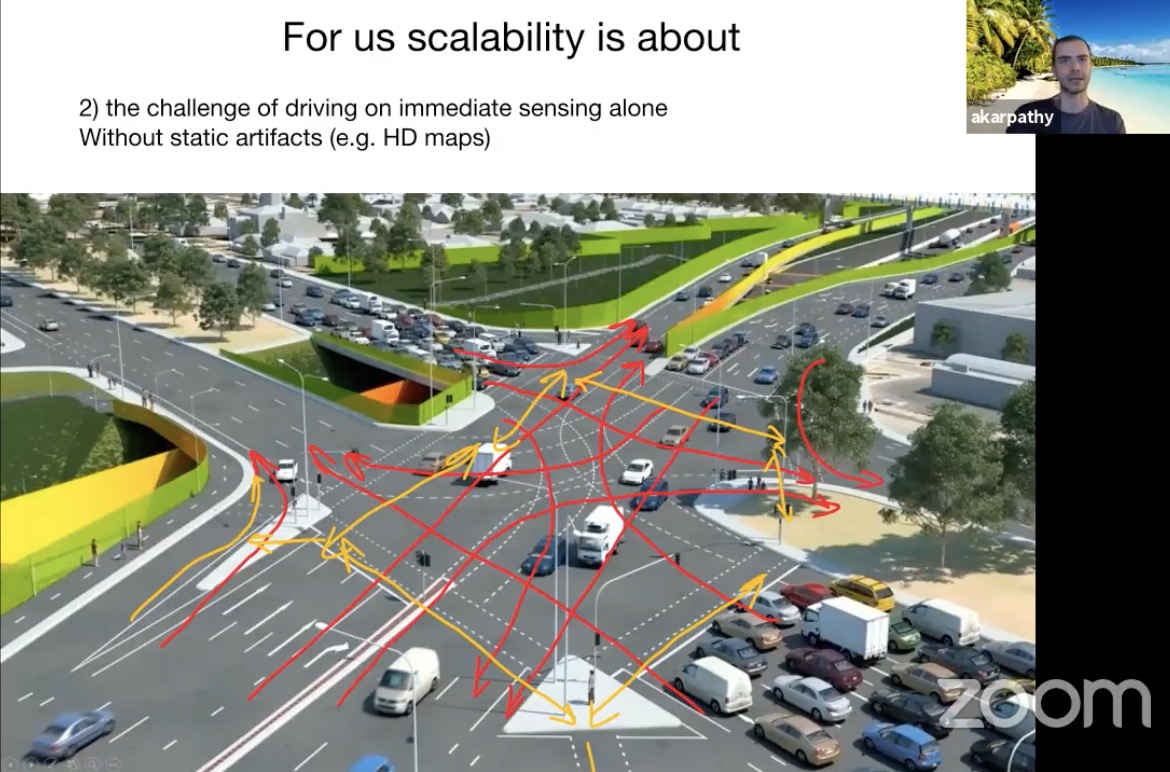 For us scalability is about
2) the challenge of driving on immediate sensing alone
Without static artifacts (e.g. HD maps)
akarpathy
zoom